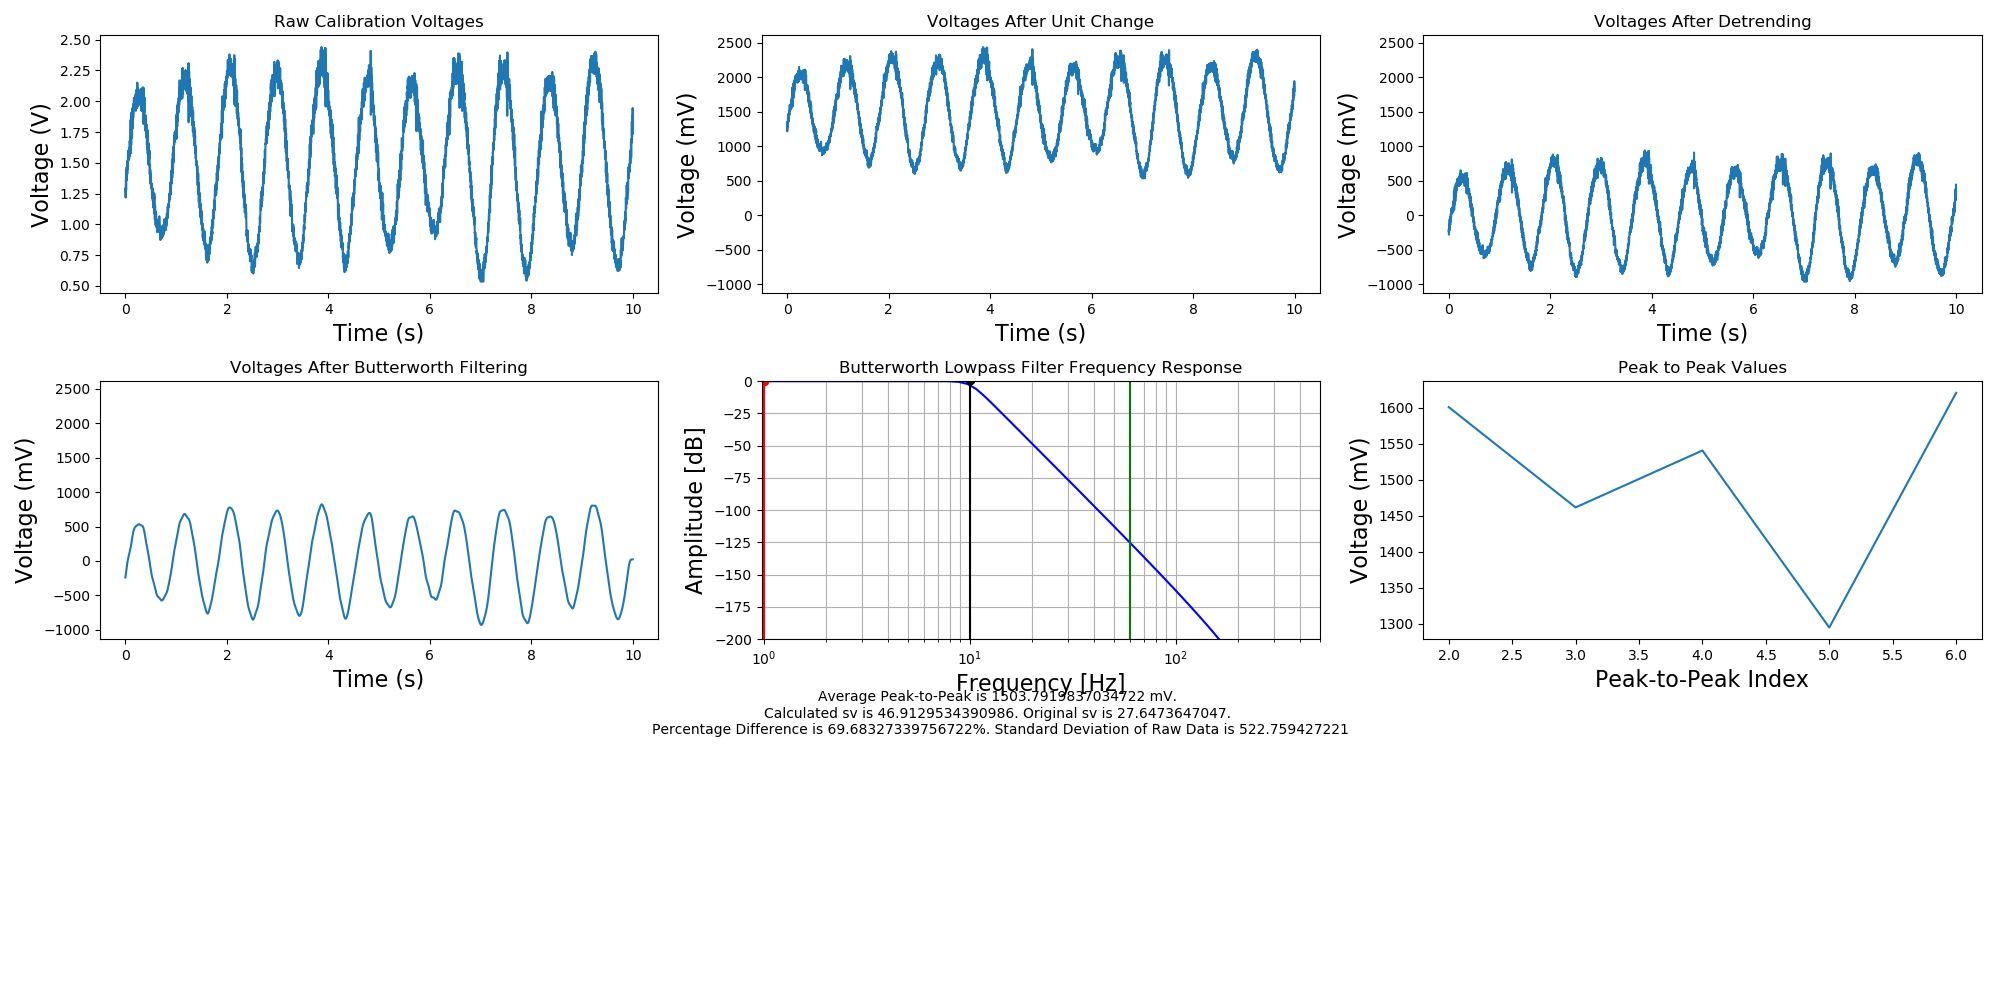 Raw Calibration Voltages
Voltage (V)
2.50
2.25
2.00
1.75
1.50
1.25
1.00
0.75
0.50
0 2 4 6 8 10
Time (s)
Voltages After Unit Change
Voltage (mV)
2500
2000
1500
1000
500
0
−500
−1000
0 2 4 6 8 10
Time (s)
Voltages After Detrending
Voltage (mV)
2500
2000
1500
1000
500
0
−500
−1000
0 2 4 6 8 10
Time (s)
Voltages After Butterworth Filtering
Voltage (mV)
2500
2000
1500
1000
500
0
−500
−1000
0 2 4 6 8 10
Time (s)
Butterworth Lowpass Filter Frequency Response
Amplitude [dB]
0
−25
−50
−75
−100
−125
−150
−175
−200
10⁰ 10¹ 10²
Frequency [Hz]
Peak to Peak Values
Voltage (mV)
1600
1550
1500
1450
1400
1350
1300
2.0 2.5 3.0 3.5 4.0 4.5 5.0 5.5 6.0
Peak-to-Peak Index
Average Peak-to-Peak is 1503.7919837034722 mV.
Calculated sv is 46.9129534390986. Original sv is 27.6473647047.
Percentage Difference is 69.68327339756722%. Standard Deviation of Raw Data is 522.759427221